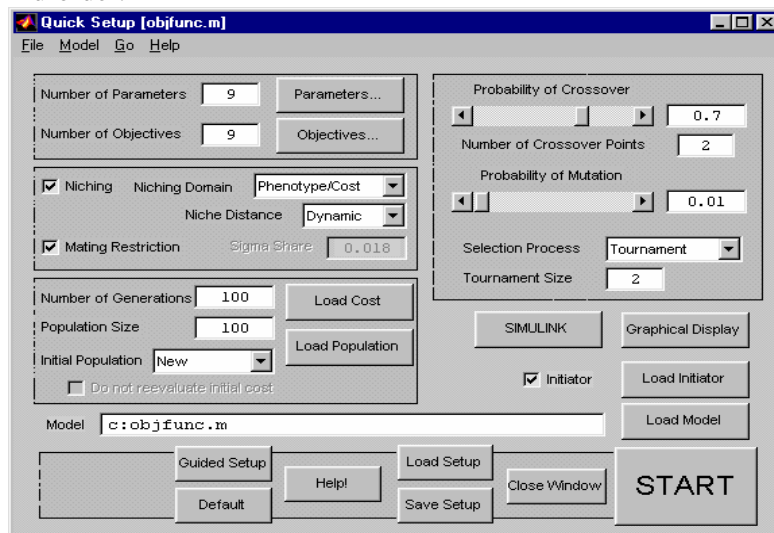 Quick Setup [objfunc.m]
File Model Go Help
Number of Parameters 9 Parameters...
Number of Objectives 9 Objectives...
Probability of Crossover
0.7
Number of Crossover Points 2
Probability of Mutation
0.01
Selection Process Tournament
Tournament Size 2
Niching Niching Domain Phenotype/Cost
Niche Distance Dynamic
Mating Restriction Sigma Share 0.018
Number of Generations 100 Load Cost
Population Size 100 Load Population
Initial Population New
Do not reevaluate initial cost
SIMULINK Graphical Display
Initiator Load Initiator
Model c:objfunc.m Load Model
Guided Setup Help! Load Setup Close Window START
Default Save Setup